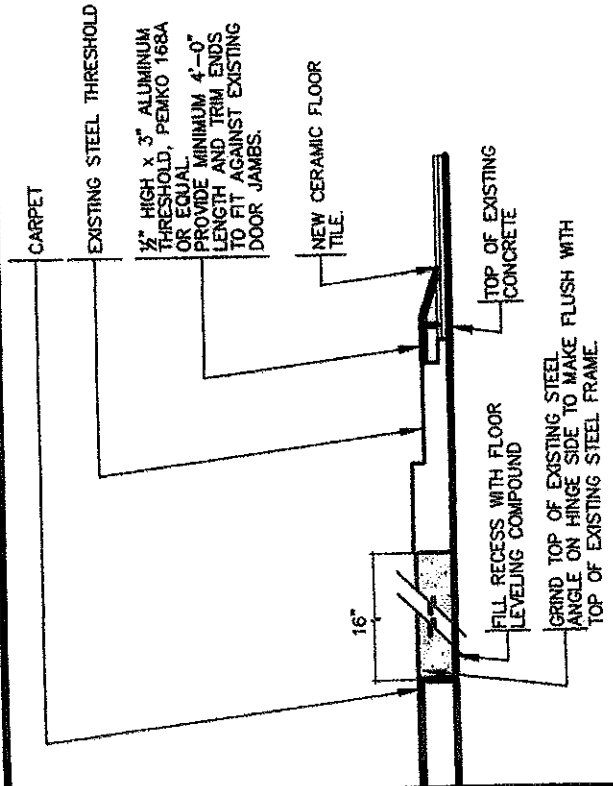 CARPET
EXISTING STEEL THRESHOLD
½" HIGH x 3" ALUMINUM
THRESHOLD, PEMKO 168A
OR EQUAL.
PROVIDE MINIMUM 4'-0"
LENGTH AND TRIM ENDS
TO FIT AGAINST EXISTING
DOOR JAMBS.
NEW CERAMIC FLOOR
TILE.
16"
TOP OF EXISTING
CONCRETE
FILL RECESS WITH FLOOR
LEVELING COMPOUND
GRIND TOP OF EXISTING STEEL
ANGLE ON HINGE SIDE TO MAKE FLUSH WITH
TOP OF EXISTING STEEL FRAME.